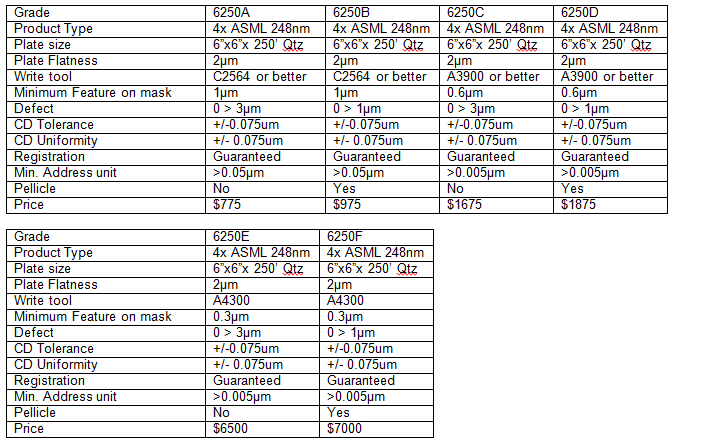 Grade 6250A 6250B 6250C 6250D
Product Type 4x ASML 248nm 4x ASML 248nm 4x ASML 248nm 4x ASML 248nm
Plate size 6”x6”x 250’ Qtz 6”x6”x 250’ Qtz 6”x6”x 250’ Qtz 6”x6”x 250’ Qtz
Plate Flatness 2µm 2µm 2µm 2µm
Write tool C2564 or better C2564 or better A3900 or better A3900 or better
Minimum Feature on mask 1µm 1µm 0.6µm 0.6µm
Defect 0 > 3µm 0 > 1µm 0 > 3µm 0 > 1µm
CD Tolerance +/-0.075um +/-0.075um +/-0.075um +/-0.075um
CD Uniformity +/- 0.075um +/- 0.075um +/- 0.075um +/- 0.075um
Registration Guaranteed Guaranteed Guaranteed Guaranteed
Min. Address unit >0.05µm >0.05µm >0.005µm >0.005µm
Pellicle No Yes No Yes
Price $775 $975 $1675 $1875
Grade 6250E 6250F
Product Type 4x ASML 248nm 4x ASML 248nm
Plate size 6”x6”x 250’ Qtz 6”x6”x 250’ Qtz
Plate Flatness 2µm 2µm
Write tool A4300 A4300
Minimum Feature on mask 0.3µm 0.3µm
Defect 0 > 3µm 0 > 1µm
CD Tolerance +/-0.075um +/-0.075um
CD Uniformity +/- 0.075um +/- 0.075um
Registration Guaranteed Guaranteed
Min. Address unit >0.005µm >0.005µm
Pellicle No Yes
Price $6500 $7000